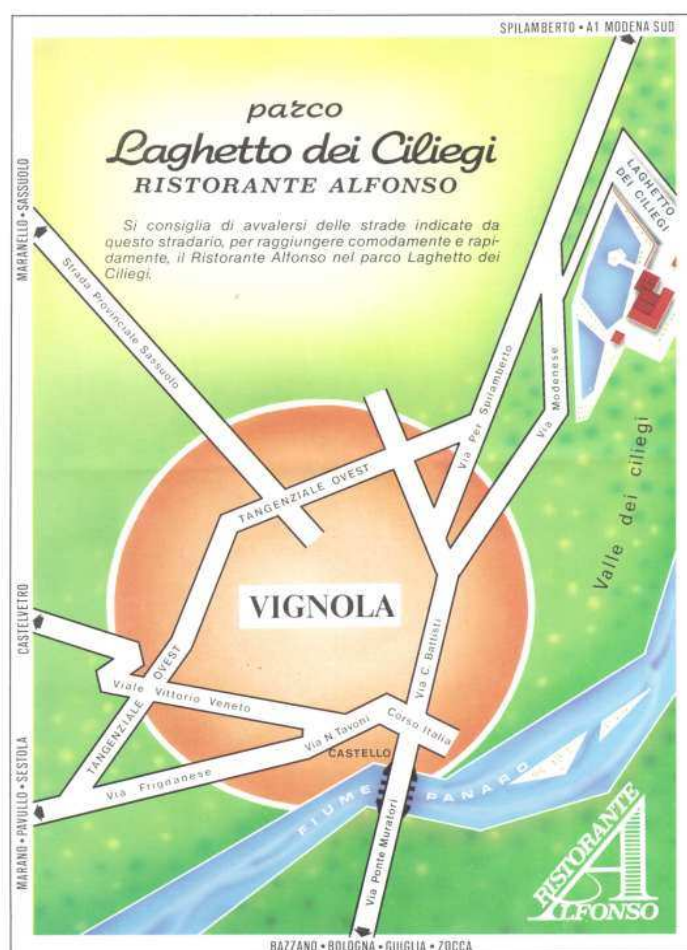 SPILAMBERTO • A1 MODENA SUD
parco
Laghetto dei Ciliegi
RISTORANTE ALFONSO
Si consiglia di avvalersi delle strade indicate da
questo stradario, per raggiungere comodamente e rapi-
damente, il Ristorante Alfonso nel parco Laghetto dei
Ciliegi.
LAGHETTO
DEI CILIEGI
MARANELLO • SASSUOLO
Strada Provinciale Sassuolo
Via Per Spilamberto
Via Modenese
TANGENZIALE OVEST
Valle dei ciliegi
VIGNOLA
CASTELVETRO
TANGENZIALE OVEST
Viale Vittorio Veneto
Via C. Battisti
Via N. Tavoni
Corso Italia
CASTELLO
Via Frignanese
MARANO • PAVULLO • SESTOLA
FIUME PANARO
Via Ponte Muratori
RISTORANTE
ALFONSO
BAZZANO • BOLOGNA • GUIGLIA • ZOCCA